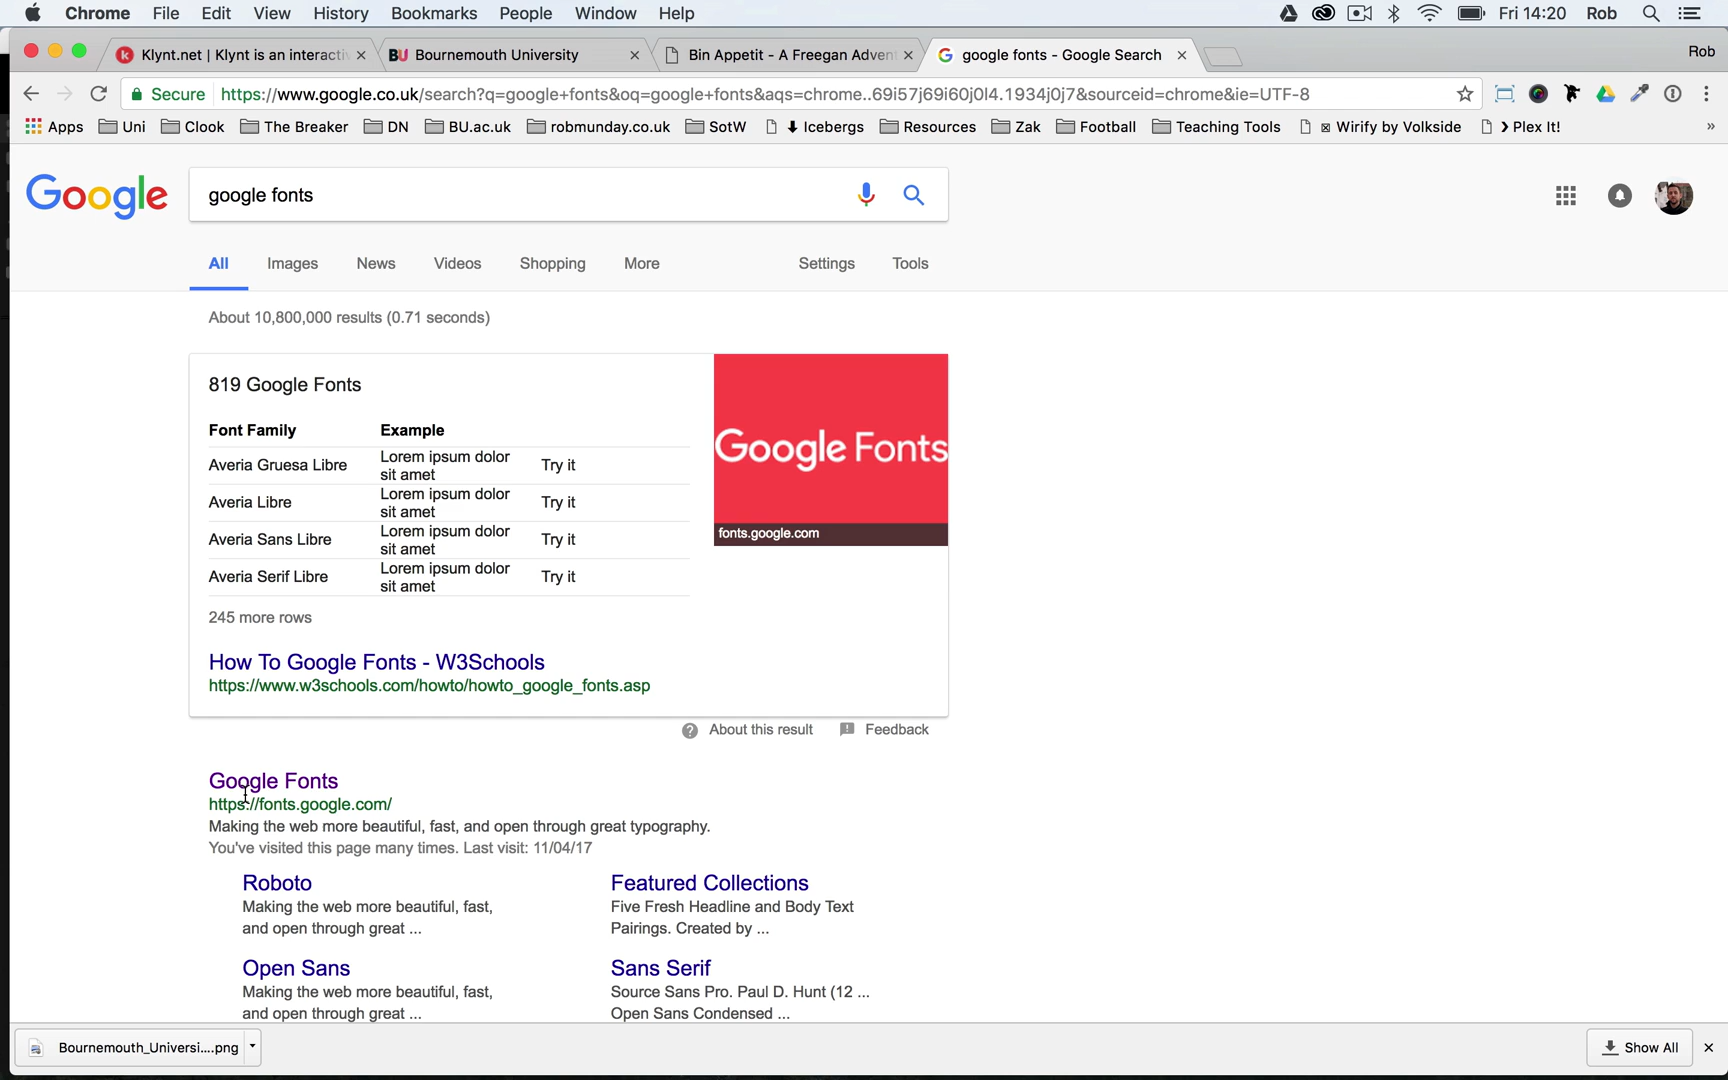 Chrome File Edit View History Bookmarks People Window Help Fri 14:20 Rob
Klynt.net | Klynt is an interactiv Bournemouth University Bin Appetit - A Freegan Adven google fonts - Google Search Rob
Secure https://www.google.co.uk/search?q=google+fonts&oq=google+fonts&aqs=chrome..69i57j69i60j0l4.1934j0j7&sourceid=chrome&ie=UTF-8
Apps Uni Clook The Breaker DN BU.ac.uk robmunday.co.uk SotW ⬇ Icebergs Resources Zak Football Teaching Tools Wirify by Volkside ❯ Plex It! »
Google google fonts
All Images News Videos Shopping More Settings Tools
About 10,800,000 results (0.71 seconds)
819 Google Fonts
Font Family Example
Averia Gruesa Libre Lorem ipsum dolor sit amet Try it
Averia Libre Lorem ipsum dolor sit amet Try it
Averia Sans Libre Lorem ipsum dolor sit amet Try it
Averia Serif Libre Lorem ipsum dolor sit amet Try it
245 more rows
Google Fonts
fonts.google.com
How To Google Fonts - W3Schools
https://www.w3schools.com/howto/howto_google_fonts.asp
About this result Feedback
Google Fonts
https://fonts.google.com/
Making the web more beautiful, fast, and open through great typography.
You've visited this page many times. Last visit: 11/04/17
Roboto
Making the web more beautiful, fast,
and open through great ...
Featured Collections
Five Fresh Headline and Body Text
Pairings. Created by ...
Open Sans
Making the web more beautiful, fast,
and open through great ...
Sans Serif
Source Sans Pro. Paul D. Hunt (12 ...
Open Sans Condensed ...
Bournemouth_Universi....png Show All